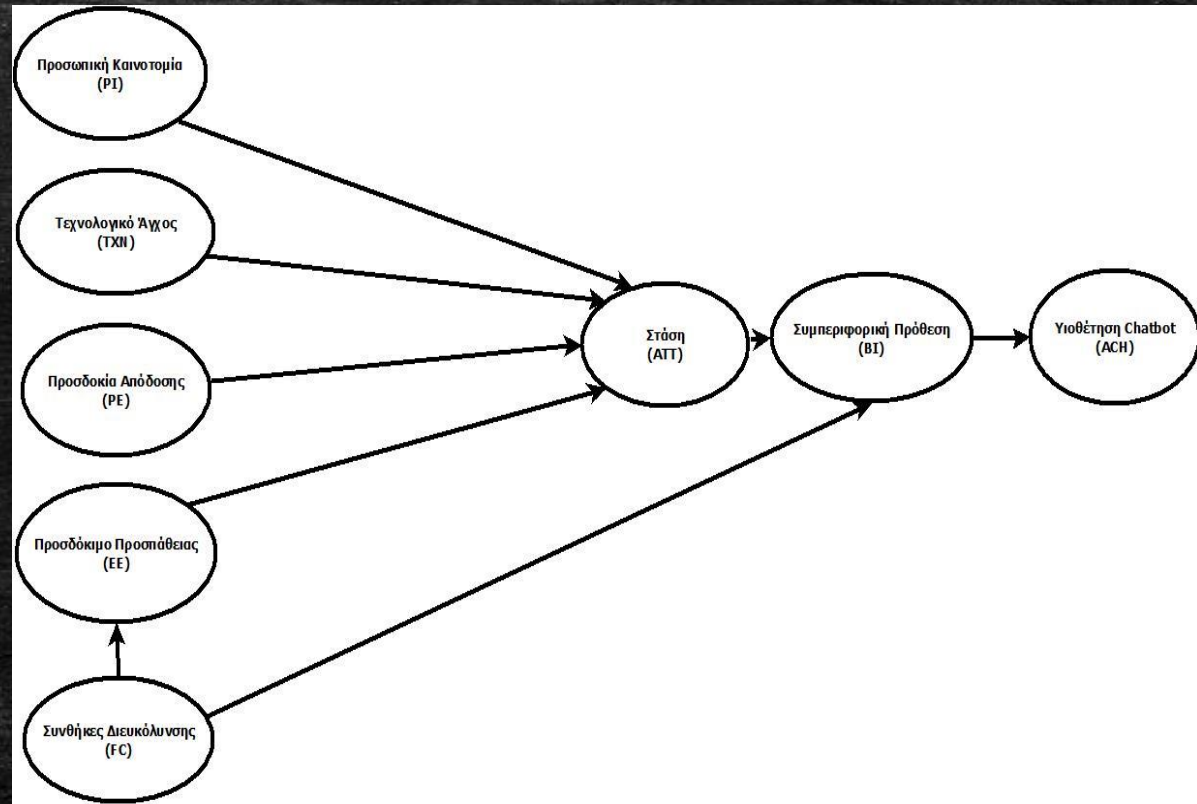 Προσωπική Καινοτομία
(PI)
Τεχνολογικό Άγχος
(TXN)
Προσδοκία Απόδοσης
(PE)
Προσδόκιμο Προσπάθειας
(EE)
Συνθήκες Διευκόλυνσης
(FC)
Στάση
(ATT)
Συμπεριφορική Πρόθεση
(BI)
Υιοθέτηση Chatbot
(ACH)